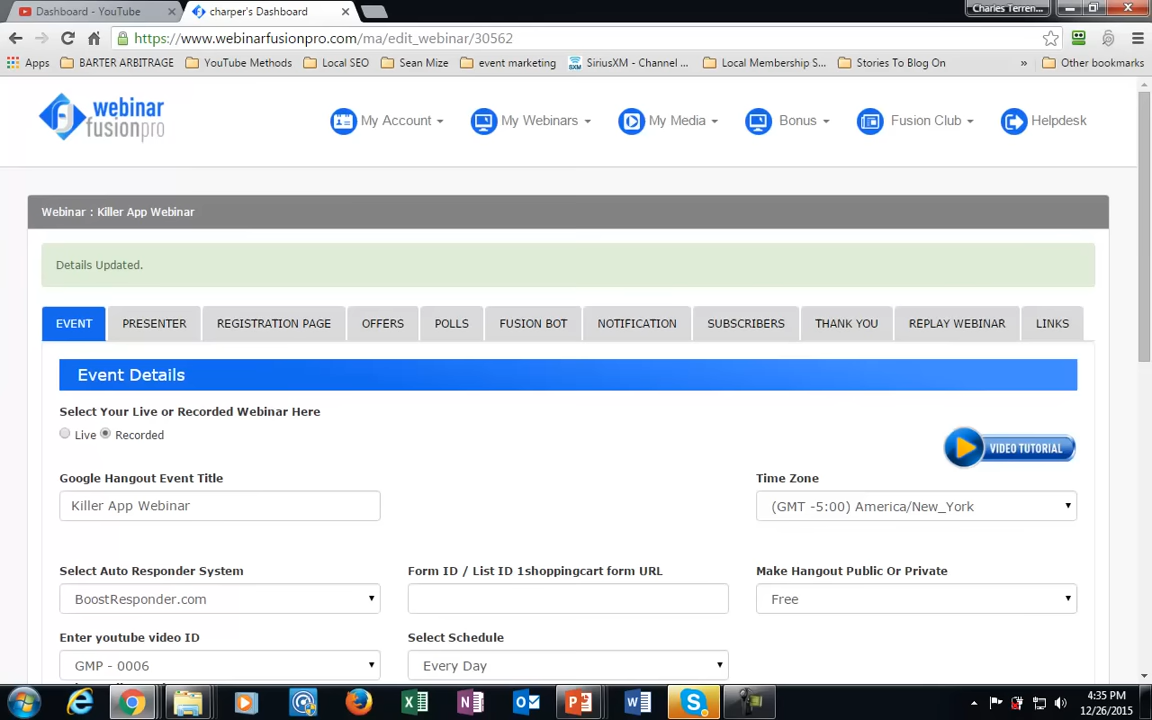 Dashboard - YouTube
charper's Dashboard
Charles Terren...
https://www.webinarfusionpro.com/ma/edit_webinar/30562
Apps BARTER ARBITRAGE YouTube Methods Local SEO Sean Mize event marketing SiriusXM - Channel ... Local Membership S... Stories To Blog On » Other bookmarks
webinar
fusionpro
My Account My Webinars My Media Bonus Fusion Club Helpdesk
Webinar : Killer App Webinar
Details Updated.
EVENT PRESENTER REGISTRATION PAGE OFFERS POLLS FUSION BOT NOTIFICATION SUBSCRIBERS THANK YOU REPLAY WEBINAR LINKS
Event Details
Select Your Live or Recorded Webinar Here
Live Recorded
VIDEO TUTORIAL
Google Hangout Event Title Time Zone
Killer App Webinar (GMT -5:00) America/New_York
Select Auto Responder System Form ID / List ID 1shoppingcart form URL Make Hangout Public Or Private
BoostResponder.com Free
Enter youtube video ID Select Schedule
GMP - 0006 Every Day
4:35 PM
12/26/2015